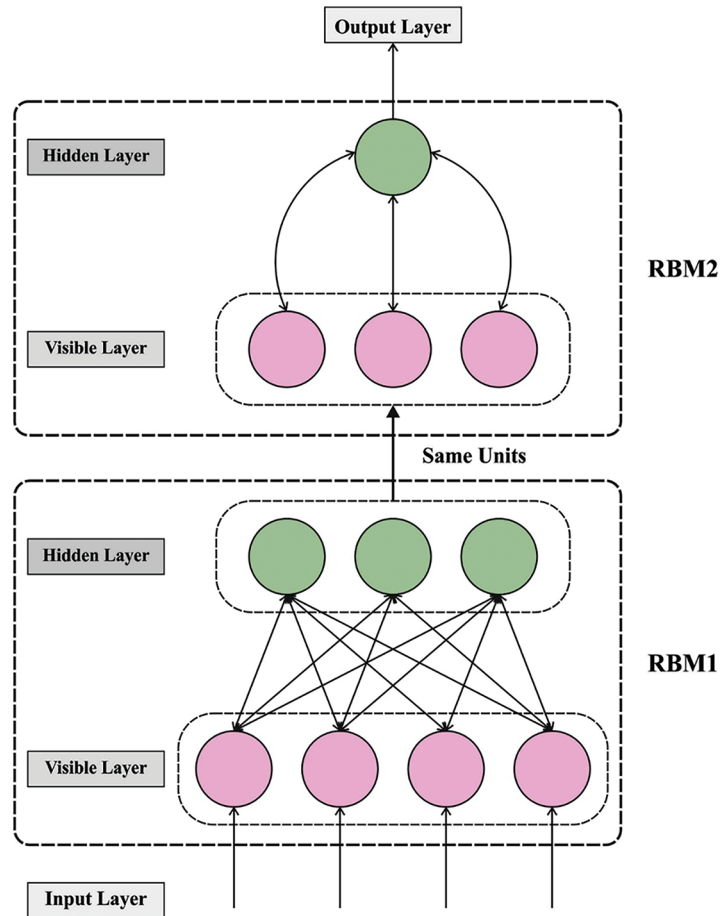 Output Layer
Hidden Layer
RBM2
Visible Layer
Same Units
Hidden Layer
RBM1
Visible Layer
Input Layer